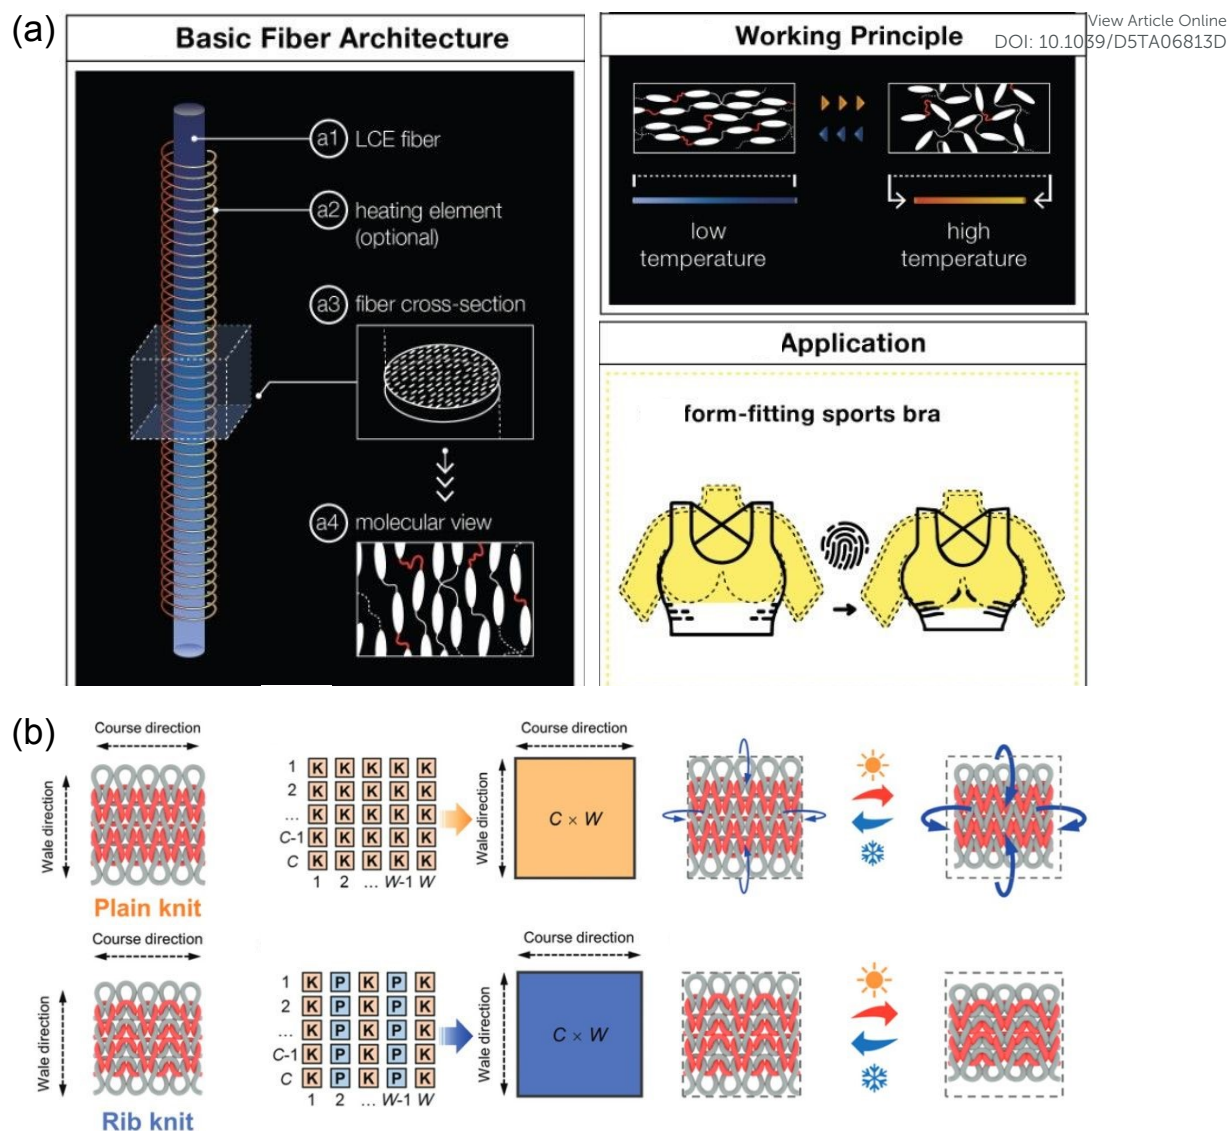 View Article Online
DOI: 10.1039/D5TA06813D
(a)
Basic Fiber Architecture
a1 LCE fiber
a2 heating element
(optional)
a3 fiber cross-section
a4 molecular view
Working Principle
low
temperature
high
temperature
Application
form-fitting sports bra
(b)
Course direction
Wale direction
Plain knit
1 K K K K K
2 K K K K K
... K K K K K
C-1 K K K K K
C K K K K K
1 2 ... W-1 W
Course direction
Wale direction
C × W
Course direction
Wale direction
Rib knit
1 K P K P K
2 K P K P K
... K P K P K
C-1 K P K P K
C K P K P K
1 2 ... W-1 W
Course direction
Wale direction
C × W